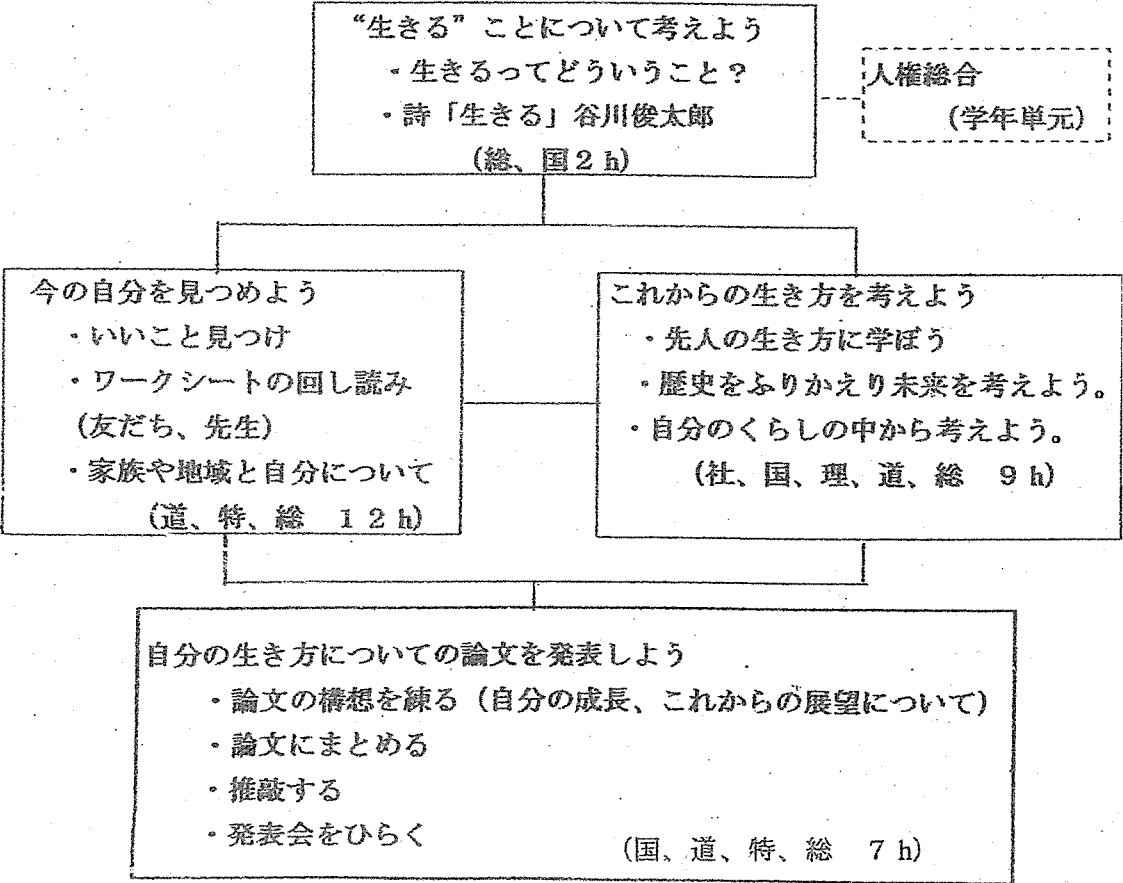 “生きる”ことについて考えよう
・生きるってどういうこと？
・詩「生きる」谷川俊太郎
(総、国２h)
人権総合
(学年単元)
今の自分を見つめよう
・いいこと見つけ
・ワークシートの回し読み
(友だち、先生)
・家族や地域と自分について
(道、特、総　１２h)
これからの生き方を考えよう
・先人の生き方に学ぼう
・歴史をふりかえり未来を考えよう。
・自分のくらしの中から考えよう。
(社、国、理、道、総　９h)
自分の生き方についての論文を発表しよう
・論文の構想を練る（自分の成長、これからの展望について）
・論文にまとめる
・推敲する
・発表会をひらく
(国、道、特、総　７h)